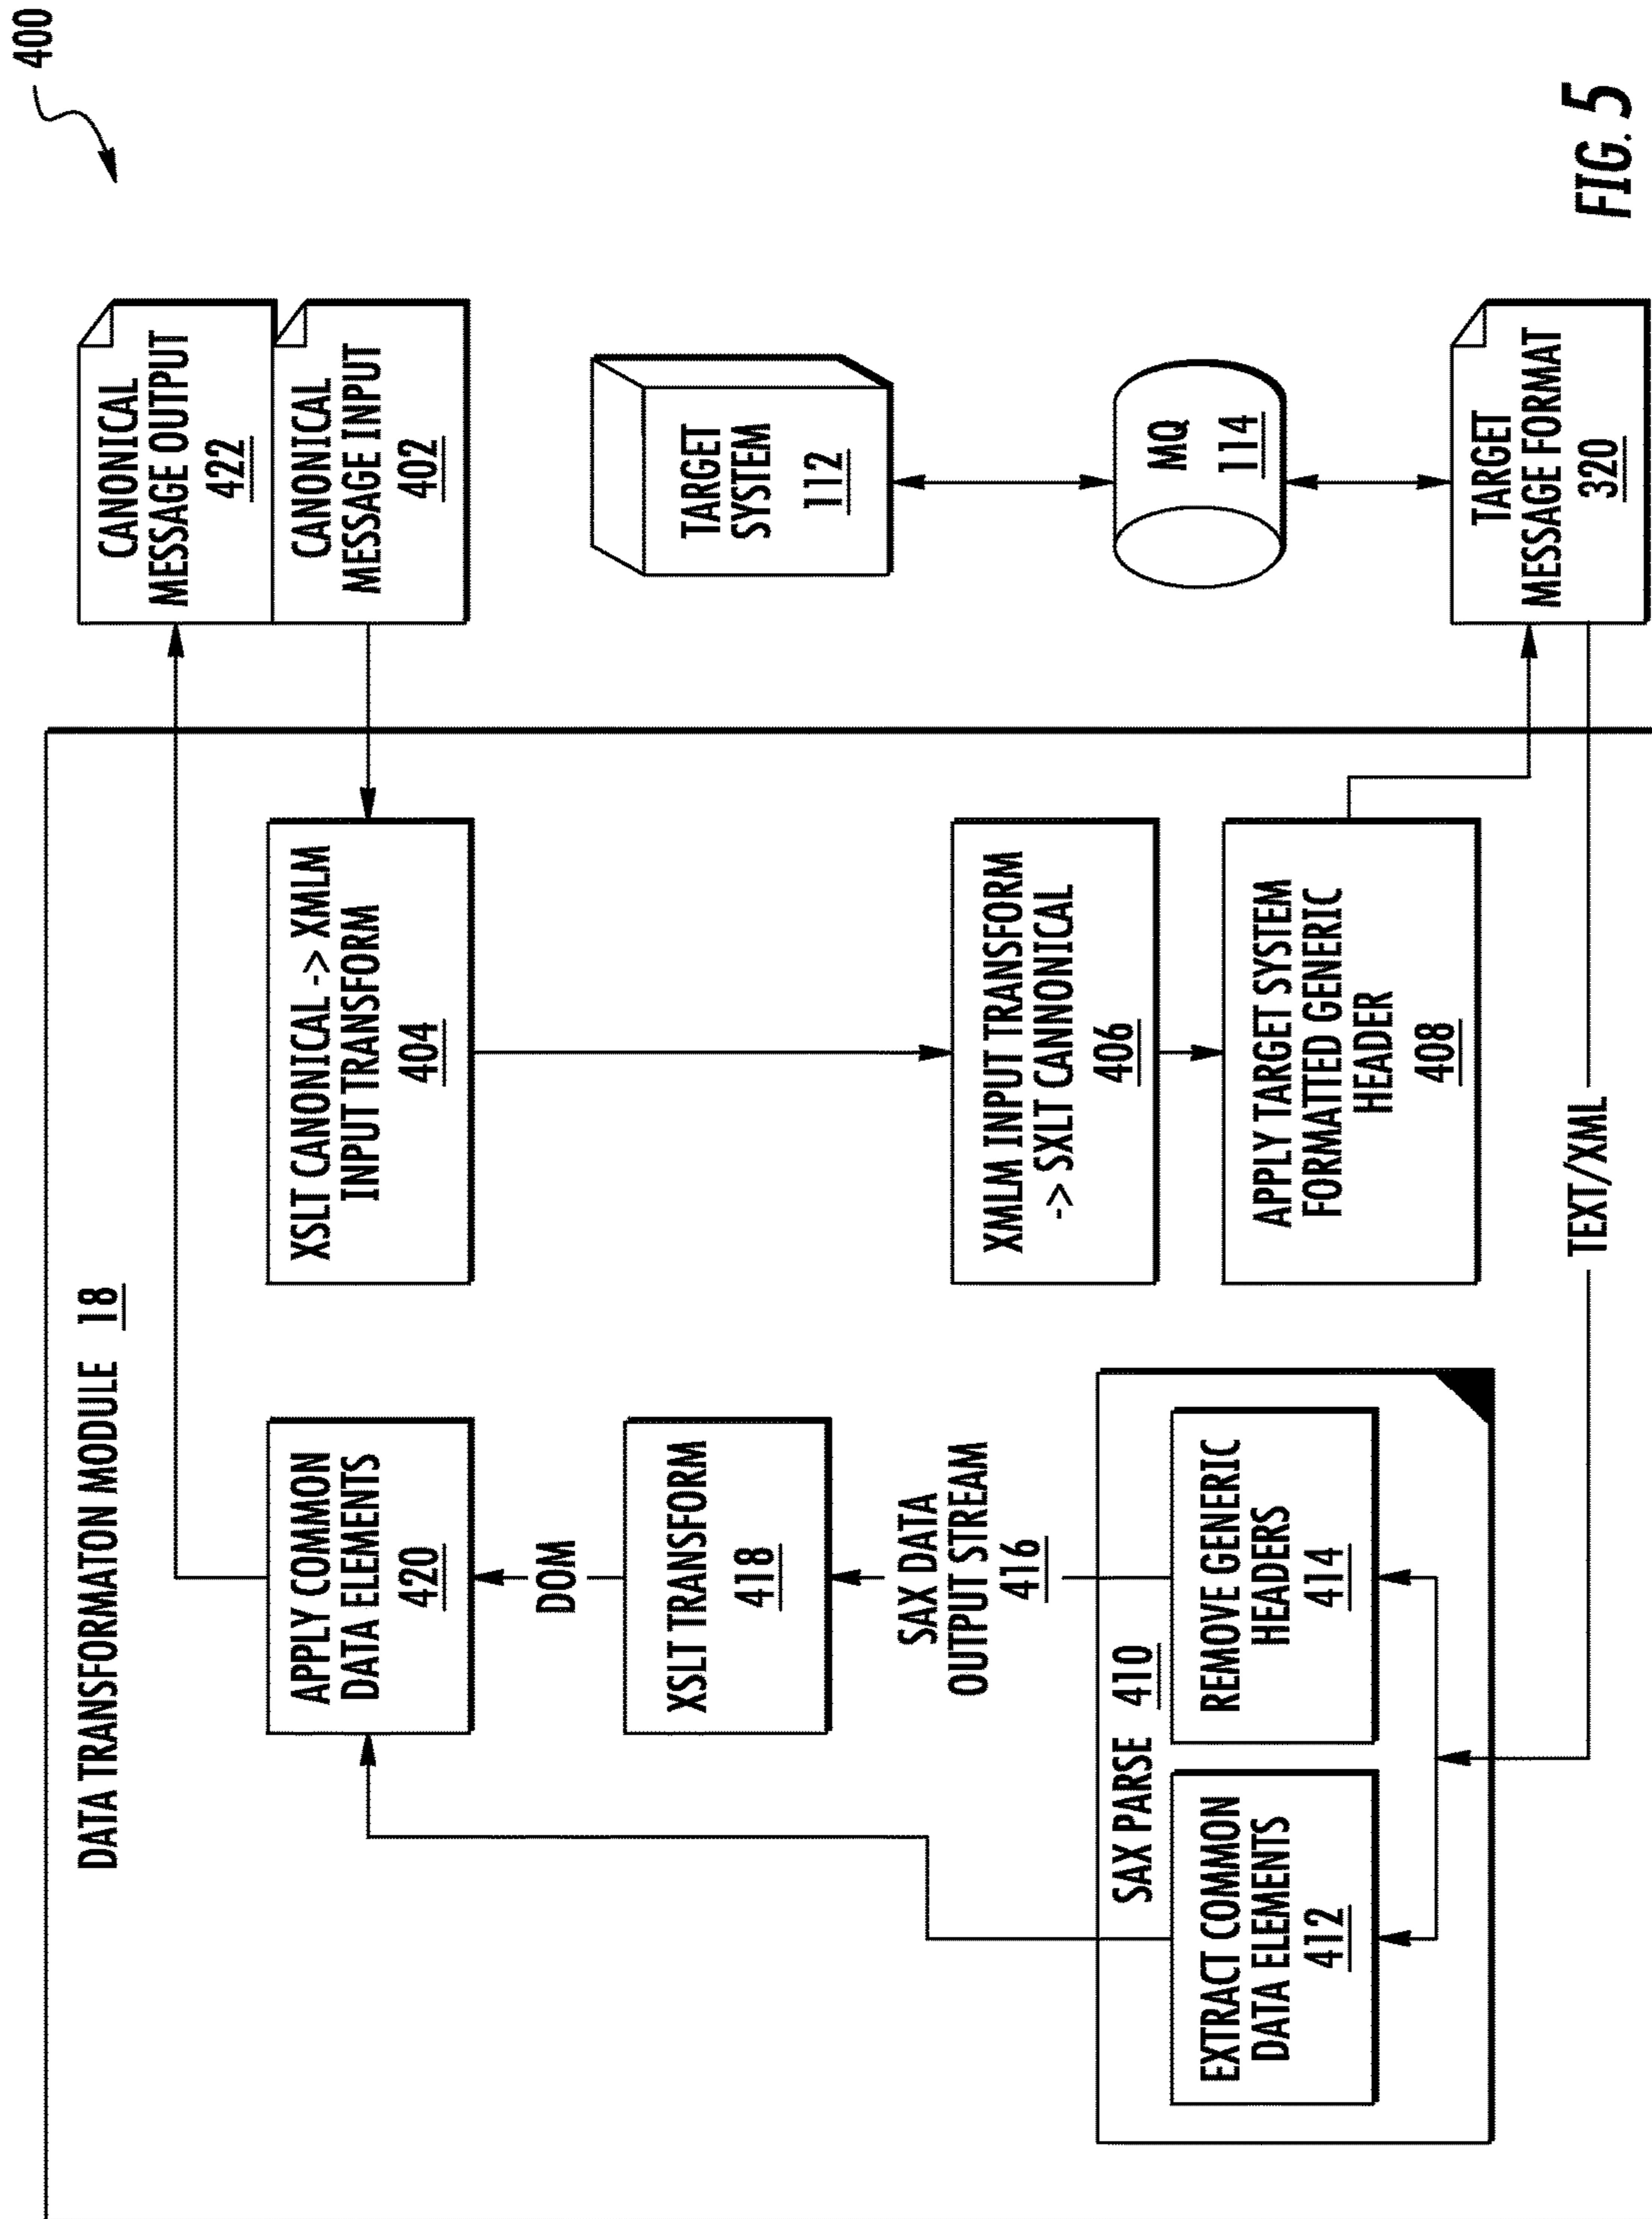 400
DATA TRANSFORMATON MODULE 18
CANONICAL
MESSAGE OUTPUT
422
CANONICAL
MESSAGE INPUT
402
APPLY COMMON
DATA ELEMENTS
420
XSLT CANONICAL -> XMLM
INPUT TRANSFORM
404
DOM
TARGET
SYSTEM
112
XSLT TRANSFORM
418
SAX DATA
OUTPUT STREAM
416
XMLM INPUT TRANSFORM
-> SXLT CANNONICAL
406
MQ
114
SAX PARSE 410
EXTRACT COMMON
DATA ELEMENTS
412
REMOVE GENERIC
HEADERS
414
APPLY TARGET SYSTEM
FORMATTED GENERIC
HEADER
408
TARGET
MESSAGE FORMAT
320
TEXT/XML
FIG. 5